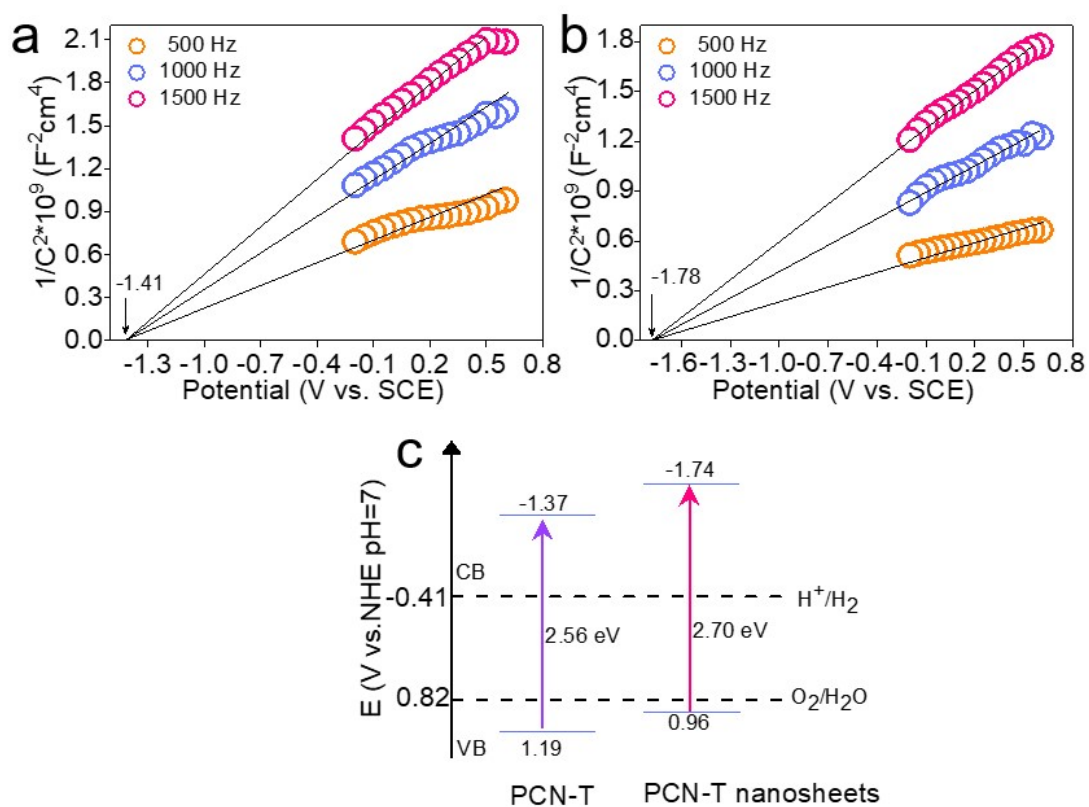 a
2.1
1.8
1.5
1.2
0.9
0.6
0.3
0.0
1/C²*10⁹ (F⁻²cm⁴)
500 Hz
1000 Hz
1500 Hz
-1.41
-1.3 -1.0 -0.7 -0.4 -0.1 0.2 0.5 0.8
Potential (V vs. SCE)
b
1.8
1.5
1.2
0.9
0.6
0.3
0.0
1/C²*10⁹ (F⁻²cm⁴)
500 Hz
1000 Hz
1500 Hz
-1.78
-1.6 -1.3 -1.0 -0.7 -0.4 -0.1 0.2 0.5 0.8
Potential (V vs. SCE)
c
E (V vs.NHE pH=7)
-1.74
-1.37
CB
-0.41
H⁺/H₂
2.56 eV
2.70 eV
0.82
O₂/H₂O
0.96
VB
1.19
PCN-T
PCN-T nanosheets